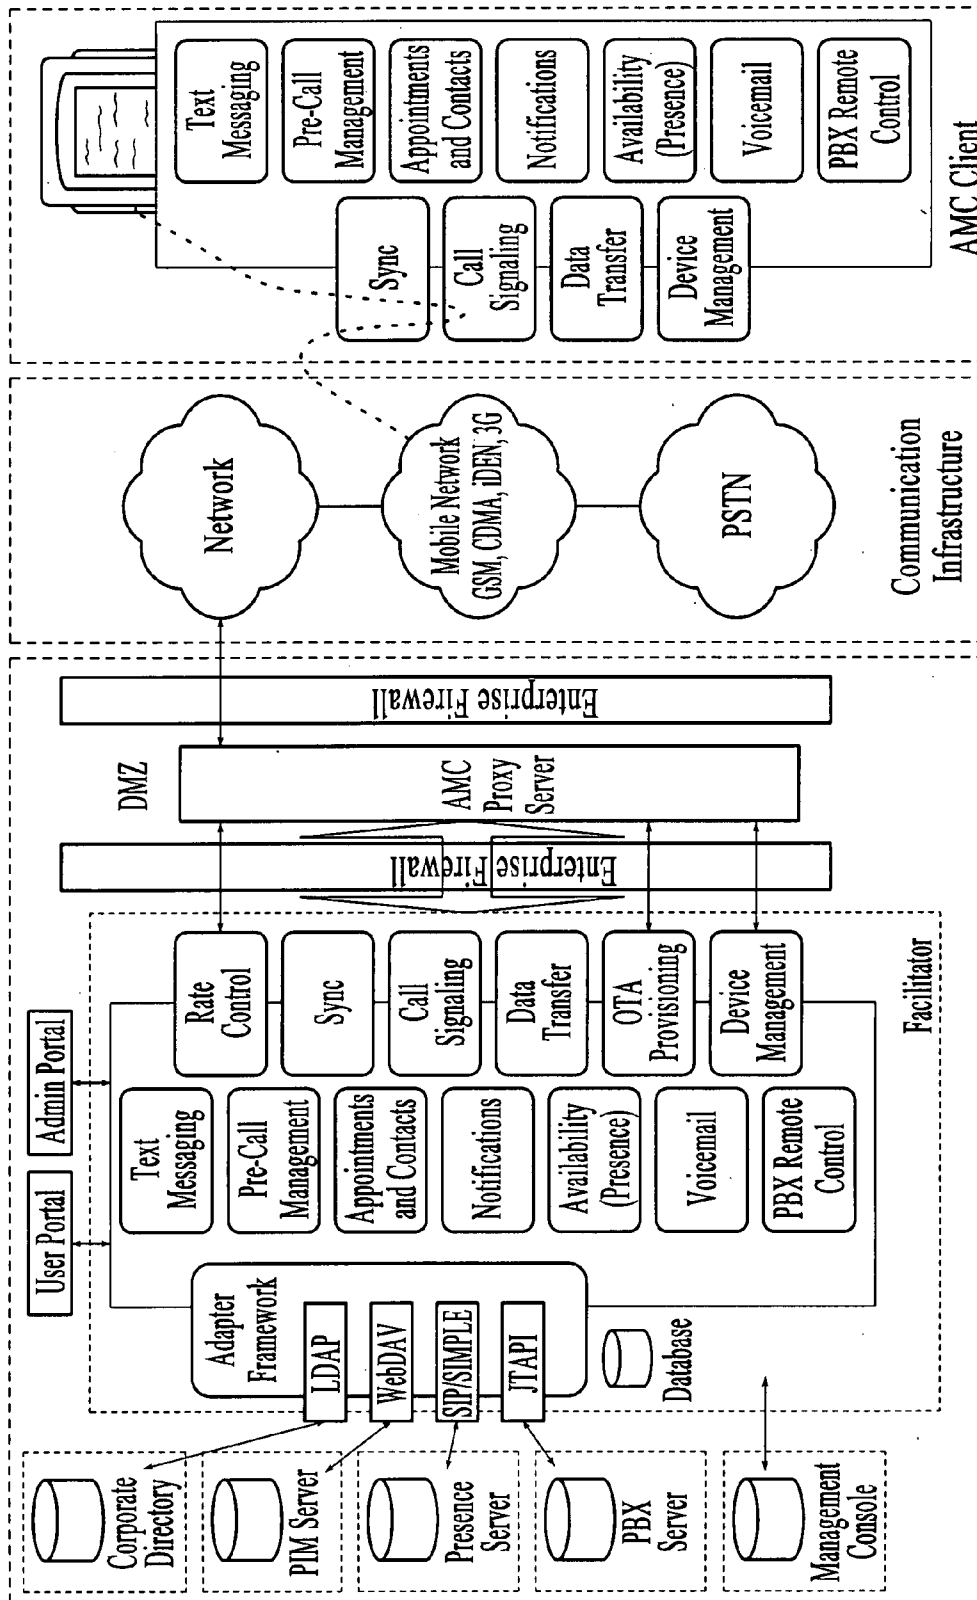 Corporate
Directory
PIM Server
Presence
Server
PBX
Server
Management
Console
User Portal
Admin Portal
Adapter
Framework
LDAP
WebDAV
SIP/SIMPLE
JTAPI
Database
Text
Messaging
Pre-Call
Management
Appointments
and Contacts
Notifications
Availability
(Presence)
Voicemail
PBX Remote
Control
Rate
Control
Sync
Call
Signaling
Data
Transfer
OTA
Provisioning
Device
Management
Facilitator
Enterprise Firewall
DMZ
AMC
Proxy
Server
Enterprise Firewall
Network
Mobile Network
GSM, CDMA, iDEN, 3G
PSTN
Communication
Infrastructure
Sync
Call
Signaling
Data
Transfer
Device
Management
Text
Messaging
Pre-Call
Management
Appointments
and Contacts
Notifications
Availability
(Presence)
Voicemail
PBX Remote
Control
AMC Client